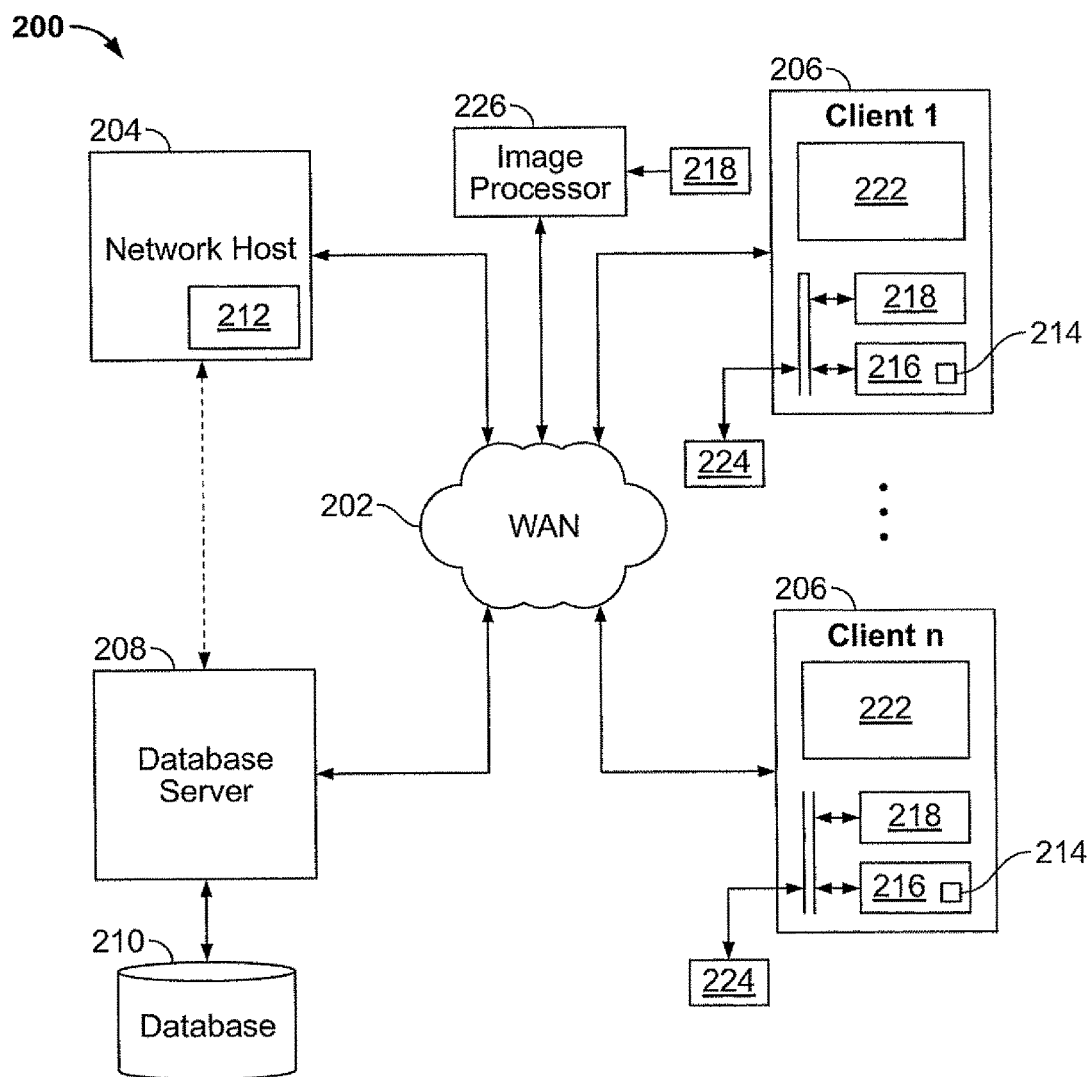 200
204
Network Host
212
226
Image
Processor
218
206
Client 1
222
218
216
214
224
202
WAN
208
Database
Server
210
Database
206
Client n
222
218
216
214
224